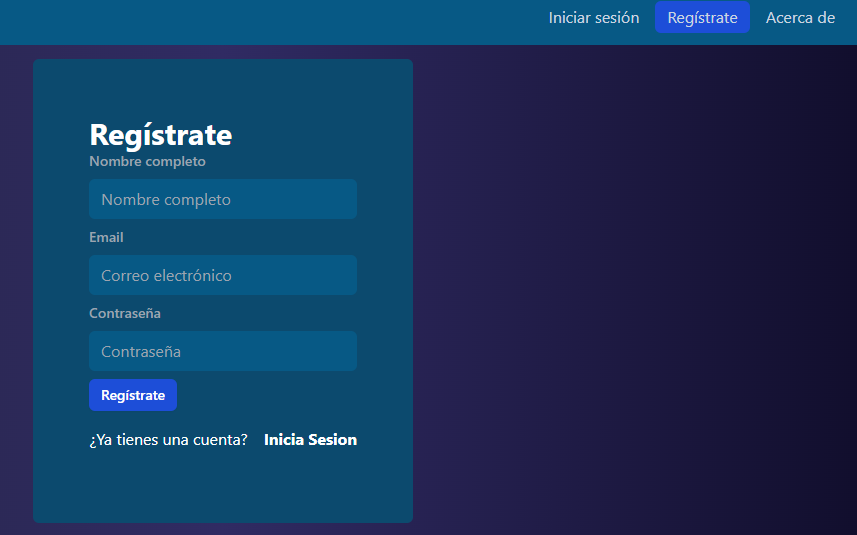 Iniciar sesión Regístrate Acerca de
Regístrate
Nombre completo
Nombre completo
Email
Correo electrónico
Contraseña
Contraseña
Regístrate
¿Ya tienes una cuenta? Inicia Sesion